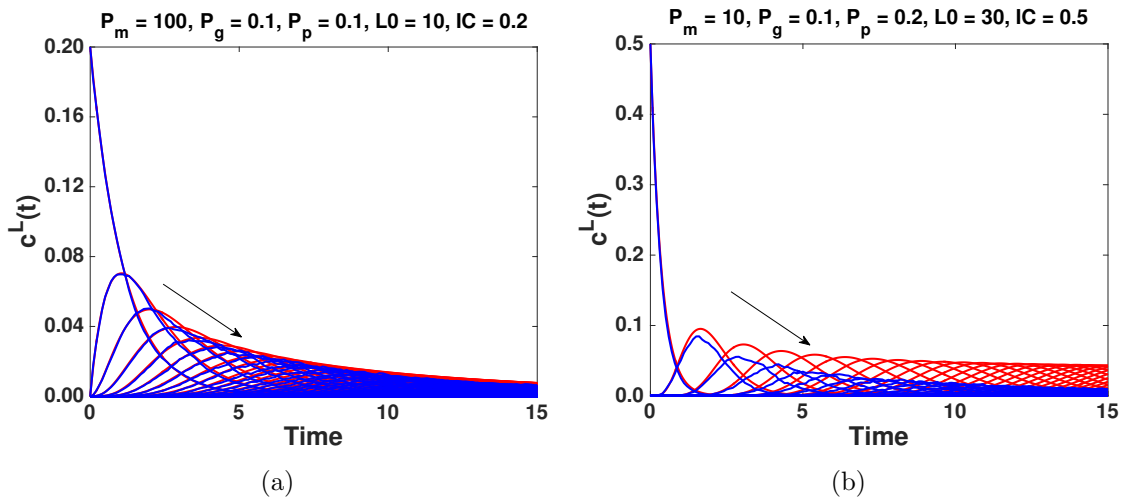 P_m = 100, P_g = 0.1, P_p = 0.1, L0 = 10, IC = 0.2
0.20
0.16
0.12
0.08
0.04
0.00
c^L(t)
0 5 10 15
Time
(a)
P_m = 10, P_g = 0.1, P_p = 0.2, L0 = 30, IC = 0.5
0.5
0.4
0.3
0.2
0.1
0.0
c^L(t)
0 5 10 15
Time
(b)